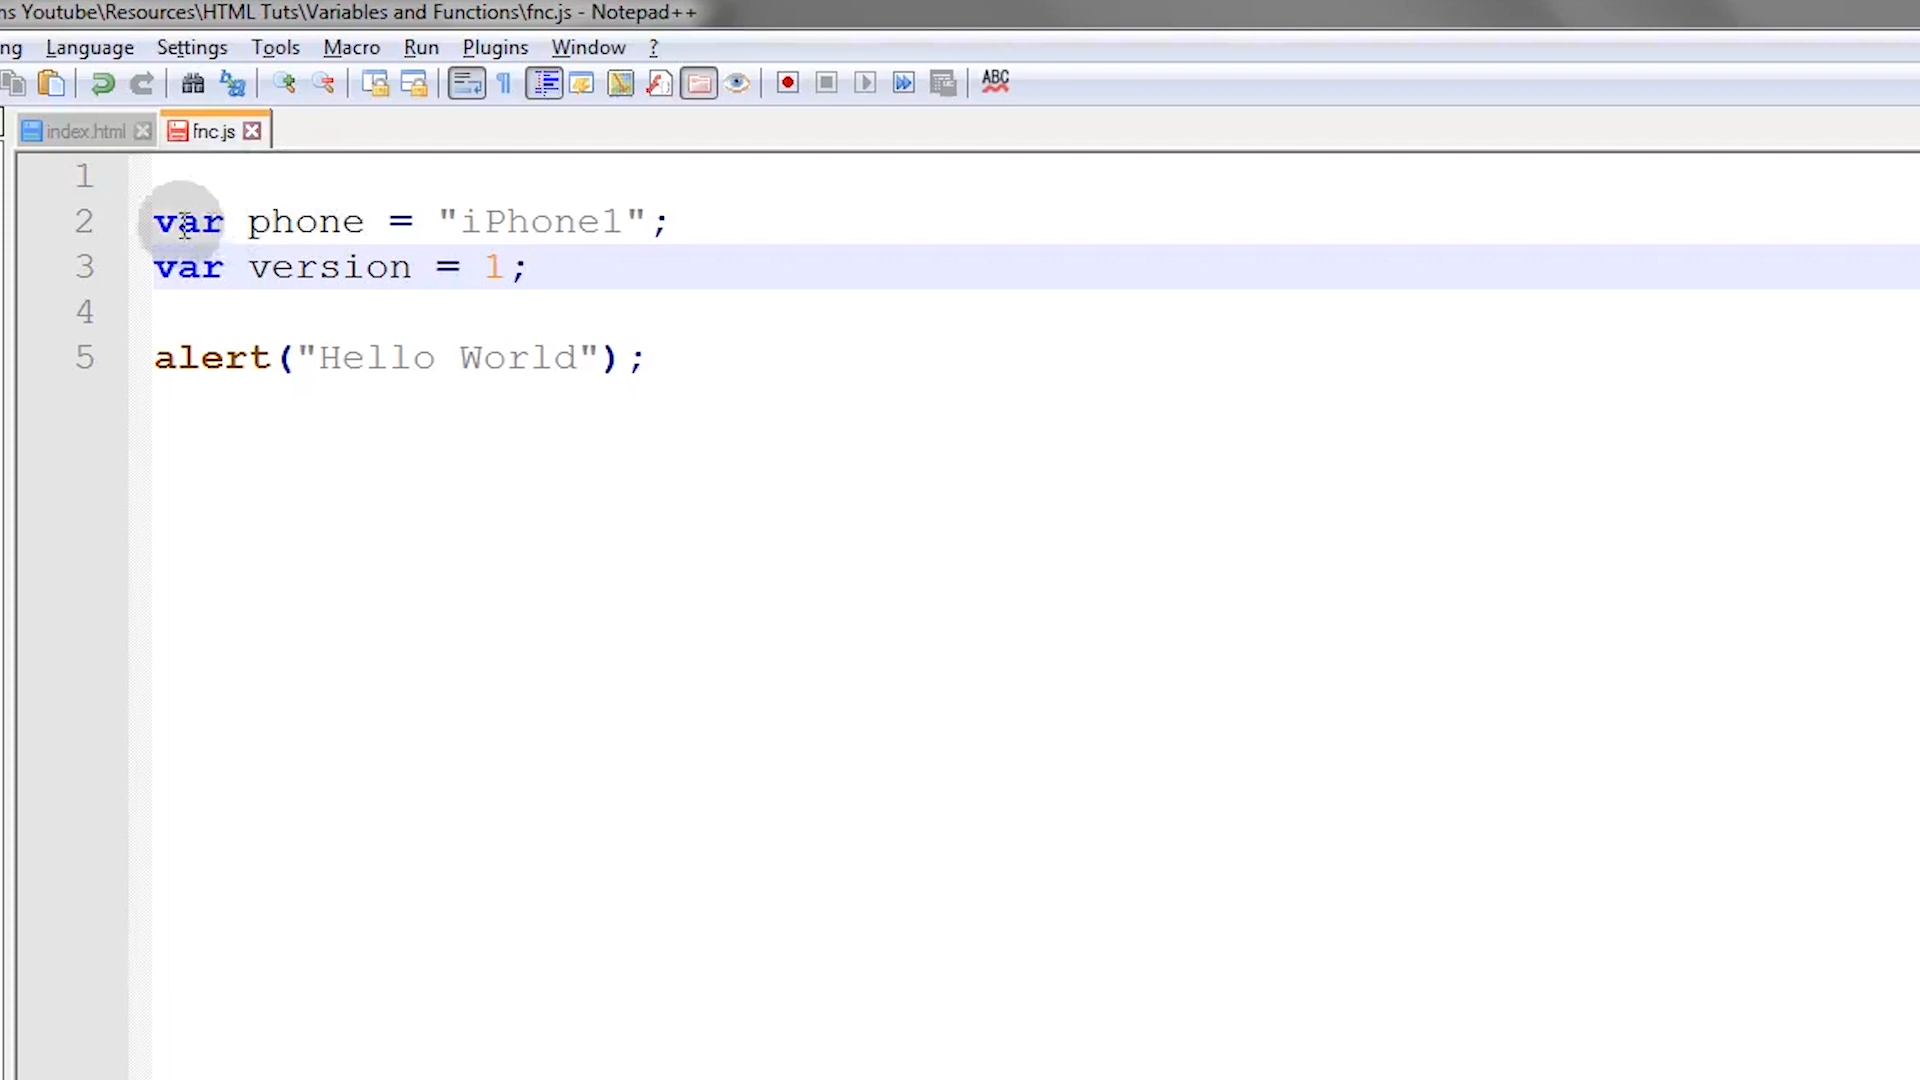 ns Youtube\Resources\HTML Tuts\Variables and Functions\fnc.js - Notepad++
ng Language Settings Tools Macro Run Plugins Window ?
ABC
index.html fnc.js
1
2 var phone = "iPhone1";
3 var version = 1;
4
5 alert("Hello World");